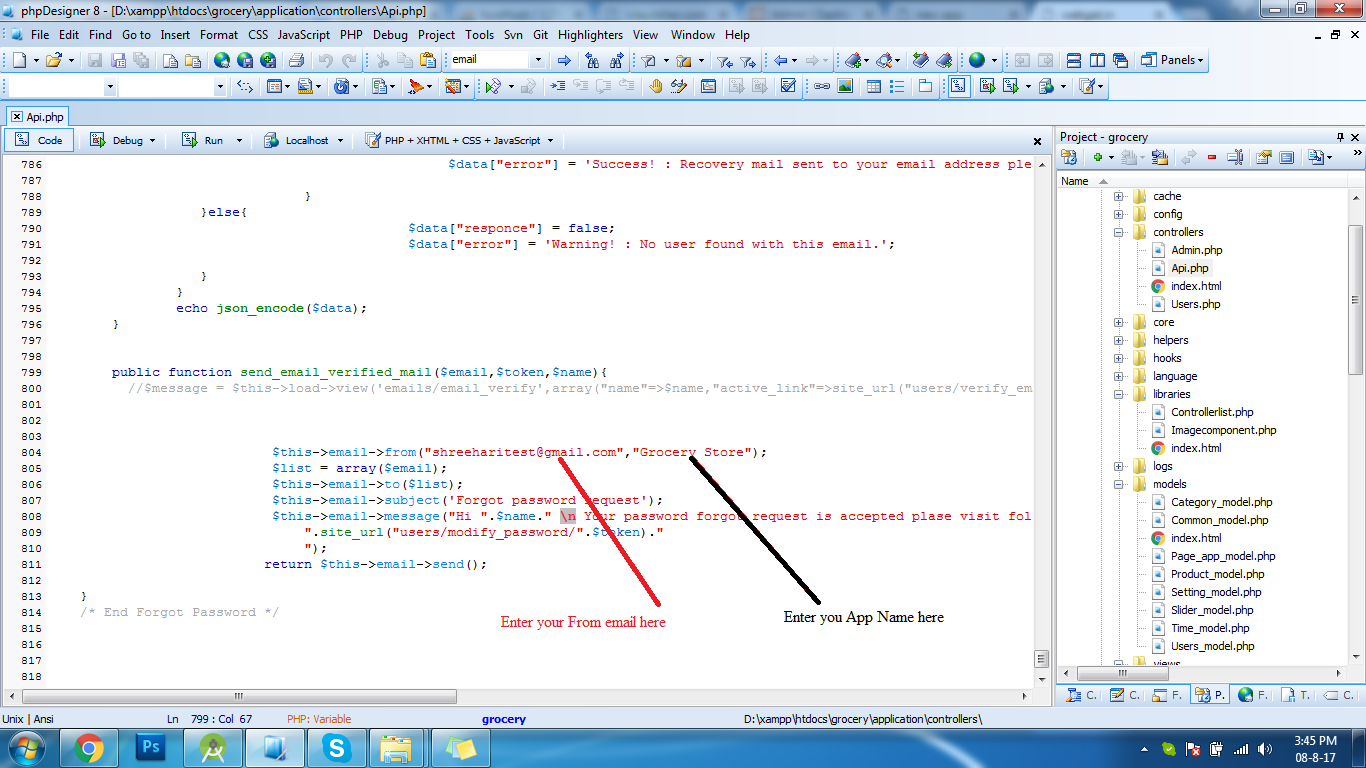 phpDesigner 8 - [D:\xampp\htdocs\grocery\application\controllers\Api.php]
File Edit Find Go to Insert Format CSS JavaScript PHP Debug Project Tools Svn Git Highlighters View Window Help
email
Panels
Api.php
Code Debug Run Localhost PHP + XHTML + CSS + JavaScript
786 $data["error"] = 'Success! : Recovery mail sent to your email address ple
787
788 }
789 }else{
790 $data["responce"] = false;
791 $data["error"] = 'Warning! : No user found with this email.';
792
793 }
794 }
795 echo json_encode($data);
796 }
797
798
799 public function send_email_verified_mail($email,$token,$name){
800 //$message = $this->load->view('emails/email_verify',array("name"=>$name,"active_link"=>site_url("users/verify_em
801
802
803
804 $this->email->from("shreeharitest@gmail.com","Grocery Store");
805 $list = array($email);
806 $this->email->to($list);
807 $this->email->subject('Forgot password request');
808 $this->email->message("Hi ".$name." \n Your password forgot request is accepted plase visit fol
809 ".site_url("users/modify_password/".$token)."
810 ");
811 return $this->email->send();
812
813 }
814 /* End Forgot Password */
815
816
817
818
Enter your From email here
Enter you App Name here
Project - grocery
Name
cache
config
controllers
Admin.php
Api.php
index.html
Users.php
core
helpers
hooks
language
libraries
Controllerlist.php
Imagecomponent.php
index.html
logs
models
Category_model.php
Common_model.php
index.html
Page_app_model.php
Product_model.php
Setting_model.php
Slider_model.php
Time_model.php
Users_model.php
views
C. C. F. P. F. T. C.
Unix | Ansi Ln 799 : Col 67 PHP: Variable grocery D:\xampp\htdocs\grocery\application\controllers\
Ps
3:45 PM
08-8-17